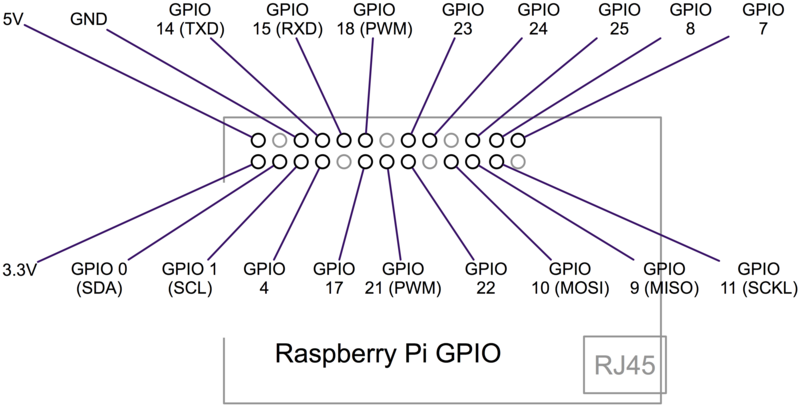 5V
GND
GPIO
14 (TXD)
GPIO
15 (RXD)
GPIO
18 (PWM)
GPIO
23
GPIO
24
GPIO
25
GPIO
8
GPIO
7
3.3V
GPIO 0
(SDA)
GPIO 1
(SCL)
GPIO
4
GPIO
17
GPIO
21 (PWM)
GPIO
22
GPIO
10 (MOSI)
GPIO
9 (MISO)
GPIO
11 (SCKL)
Raspberry Pi GPIO
RJ45